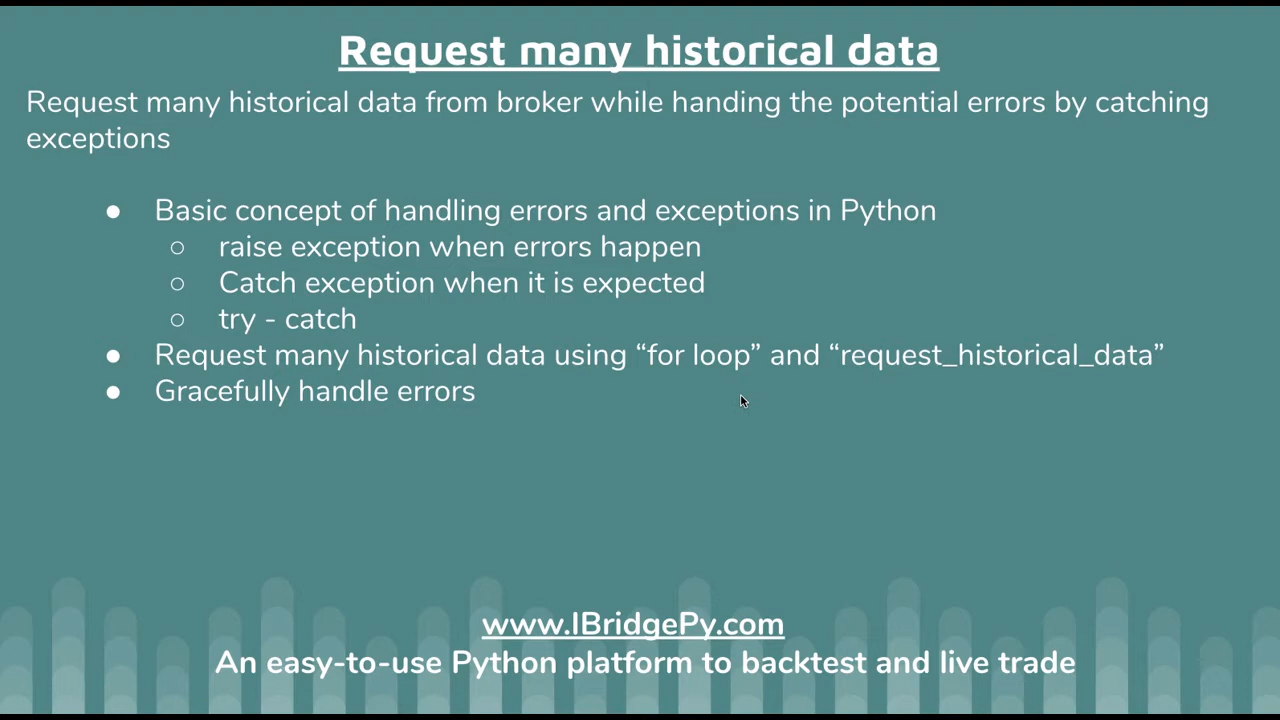 Request many historical data
Request many historical data from broker while handing the potential errors by catching
exceptions
● Basic concept of handling errors and exceptions in Python
○ raise exception when errors happen
○ Catch exception when it is expected
○ try - catch
● Request many historical data using “for loop” and “request_historical_data”
● Gracefully handle errors
www.IBridgePy.com
An easy-to-use Python platform to backtest and live trade